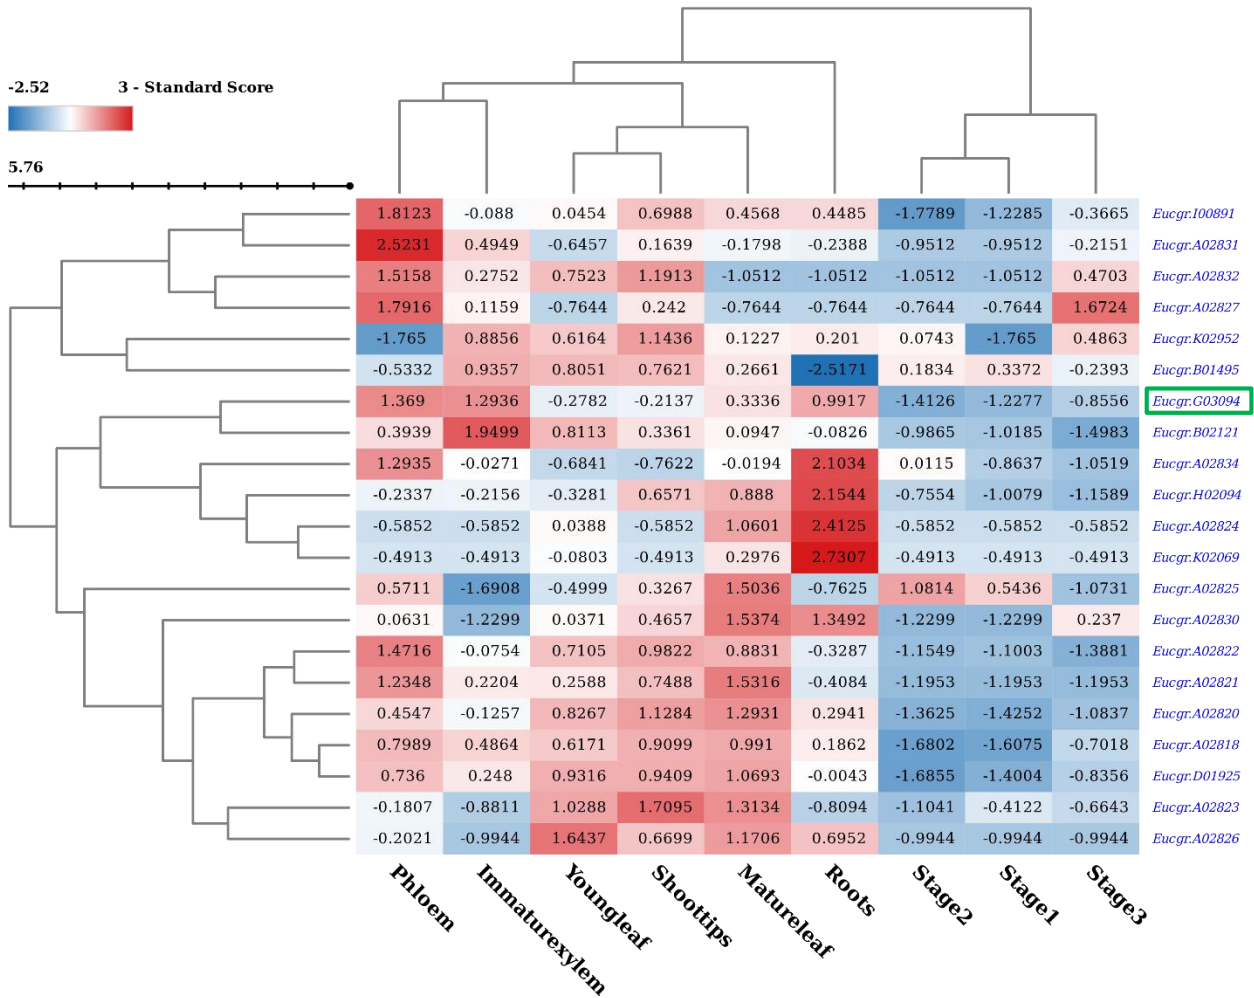 -2.52 3 - Standard Score
5.76
1.8123 -0.088 0.0454 0.6988 0.4568 0.4485 -1.7789 -1.2285 -0.3665 Eucgr.I00891
2.5231 0.4949 -0.6457 0.1639 -0.1798 -0.2388 -0.9512 -0.9512 -0.2151 Eucgr.A02831
1.5158 0.2752 0.7523 1.1913 -1.0512 -1.0512 -1.0512 -1.0512 0.4703 Eucgr.A02832
1.7916 0.1159 -0.7644 0.242 -0.7644 -0.7644 -0.7644 -0.7644 1.6724 Eucgr.A02827
-1.765 0.8856 0.6164 1.1436 0.1227 0.201 0.0743 -1.765 0.4863 Eucgr.K02952
-0.5332 0.9357 0.8051 0.7621 0.2661 -2.5171 0.1834 0.3372 -0.2393 Eucgr.B01495
1.369 1.2936 -0.2782 -0.2137 0.3336 0.9917 -1.4126 -1.2277 -0.8556 Eucgr.G03094
0.3939 1.9499 0.8113 0.3361 0.0947 -0.0826 -0.9865 -1.0185 -1.4983 Eucgr.B02121
1.2935 -0.0271 -0.6841 -0.7622 -0.0194 2.1034 0.0115 -0.8637 -1.0519 Eucgr.A02834
-0.2337 -0.2156 -0.3281 0.6571 0.888 2.1544 -0.7554 -1.0079 -1.1589 Eucgr.H02094
-0.5852 -0.5852 0.0388 -0.5852 1.0601 2.4125 -0.5852 -0.5852 -0.5852 Eucgr.A02824
-0.4913 -0.4913 -0.0803 -0.4913 0.2976 2.7307 -0.4913 -0.4913 -0.4913 Eucgr.K02069
0.5711 -1.6908 -0.4999 0.3267 1.5036 -0.7625 1.0814 0.5436 -1.0731 Eucgr.A02825
0.0631 -1.2299 0.0371 0.4657 1.5374 1.3492 -1.2299 -1.2299 0.237 Eucgr.A02830
1.4716 -0.0754 0.7105 0.9822 0.8831 -0.3287 -1.1549 -1.1003 -1.3881 Eucgr.A02822
1.2348 0.2204 0.2588 0.7488 1.5316 -0.4084 -1.1953 -1.1953 -1.1953 Eucgr.A02821
0.4547 -0.1257 0.8267 1.1284 1.2931 0.2941 -1.3625 -1.4252 -1.0837 Eucgr.A02820
0.7989 0.4864 0.6171 0.9099 0.991 0.1862 -1.6802 -1.6075 -0.7018 Eucgr.A02818
0.736 0.248 0.9316 0.9409 1.0693 -0.0043 -1.6855 -1.4004 -0.8356 Eucgr.D01925
-0.1807 -0.8811 1.0288 1.7095 1.3134 -0.8094 -1.1041 -0.4122 -0.6643 Eucgr.A02823
-0.2021 -0.9944 1.6437 0.6699 1.1706 0.6952 -0.9944 -0.9944 -0.9944 Eucgr.A02826
Phloem Immaturexylem Youngleaf Shoottips Matureleaf Roots Stage2 Stage1 Stage3